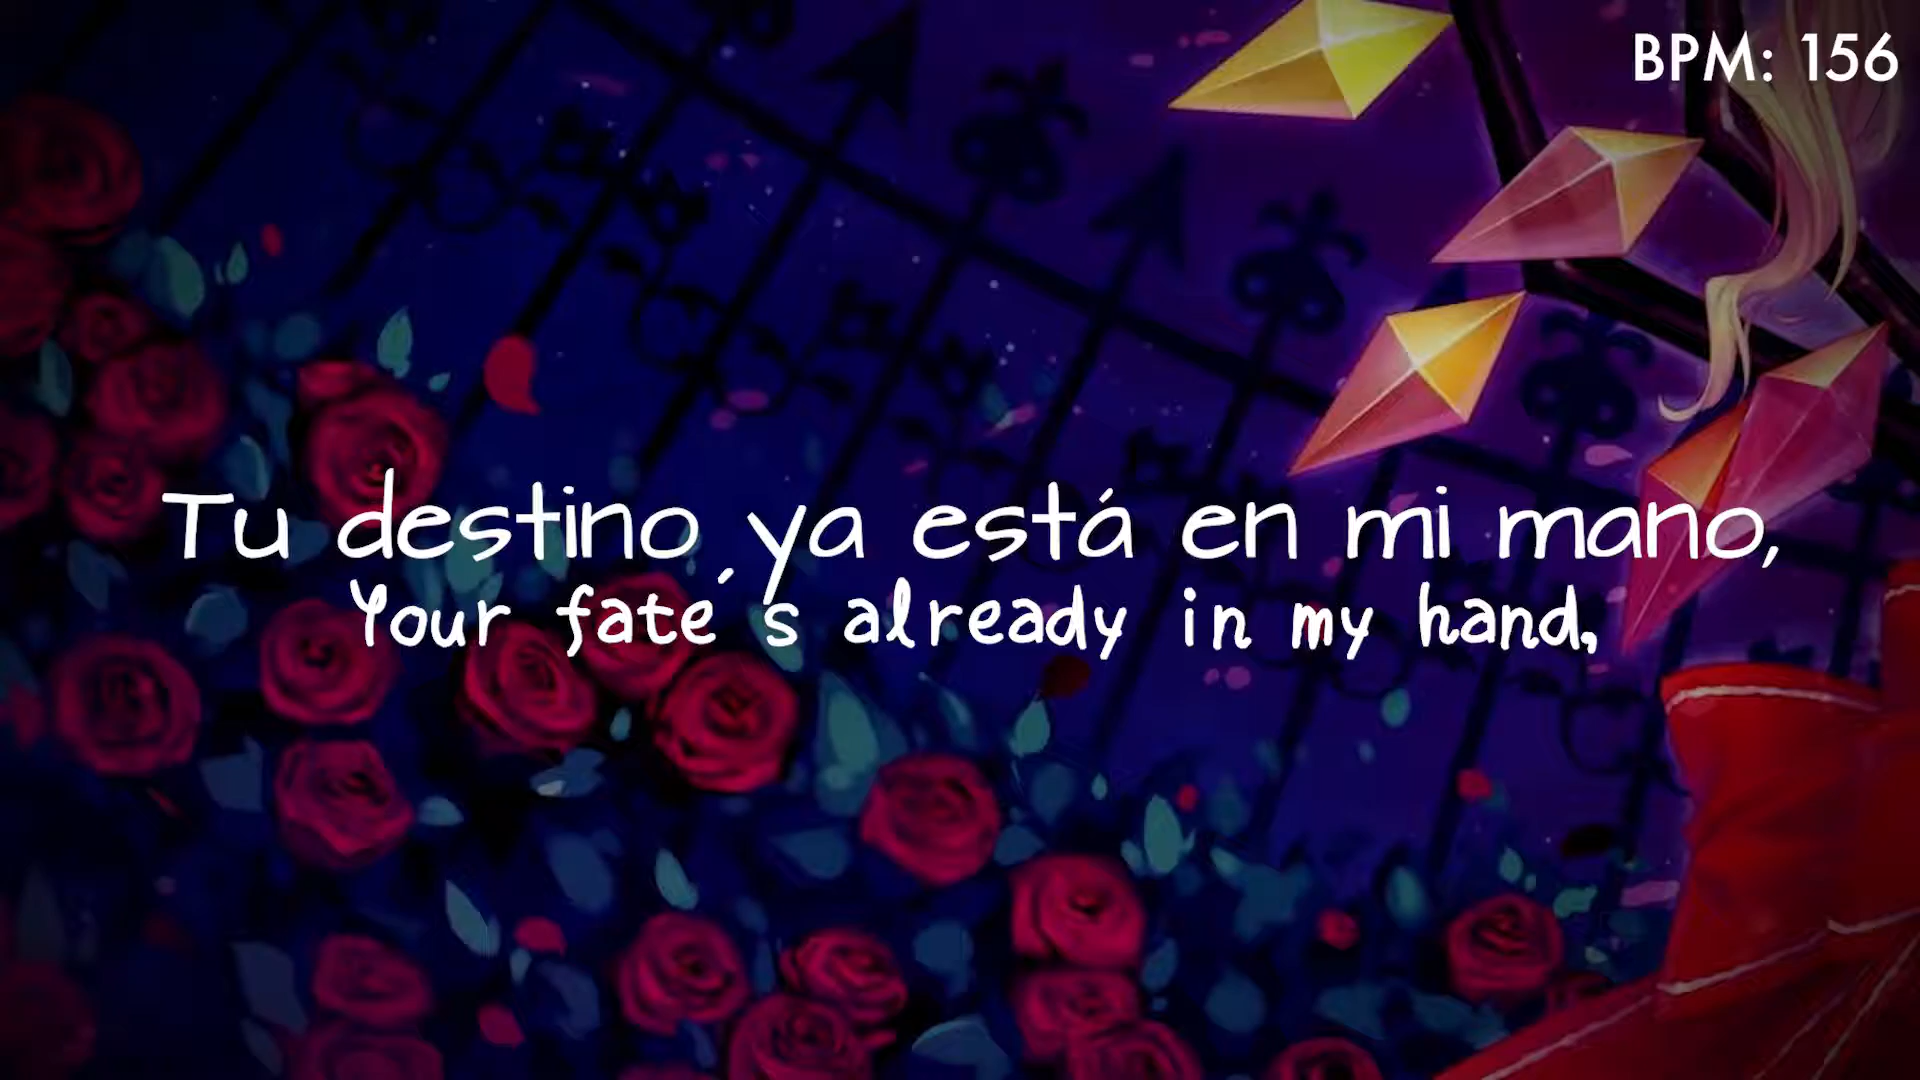 BPM: 156
Tu destino ya está en mi mano,
Your fate´s already in my hand,